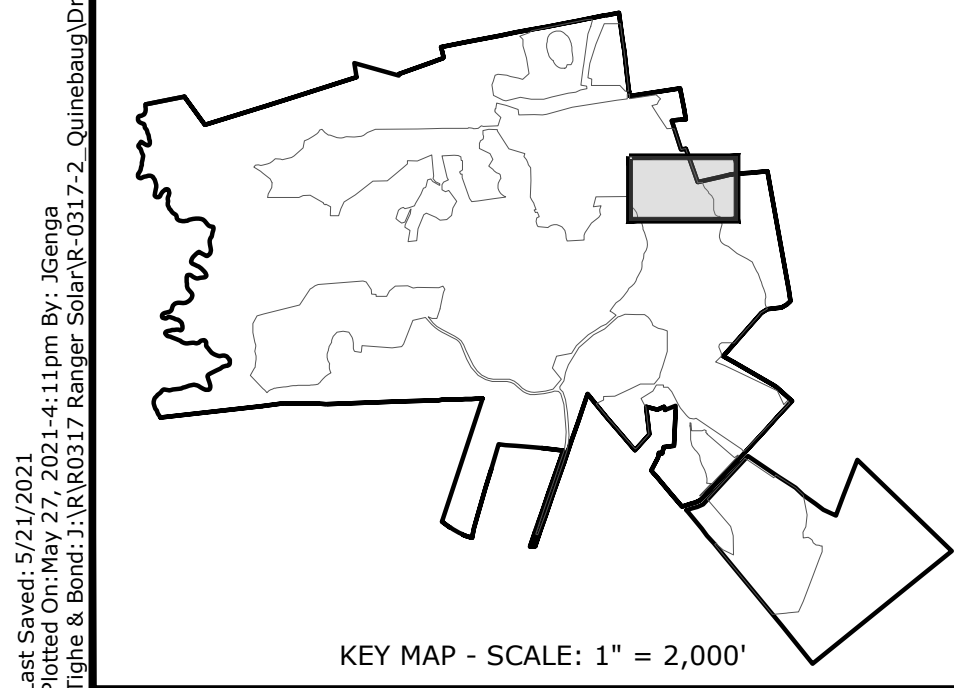 Last Saved: 5/21/2021
Plotted On:May 27, 2021-4:11pm By: JGenga
Tighe & Bond: J:\R\R0317 Ranger Solar\R-0317-2_Quinebaug\Dr
KEY MAP - SCALE: 1" = 2,000'